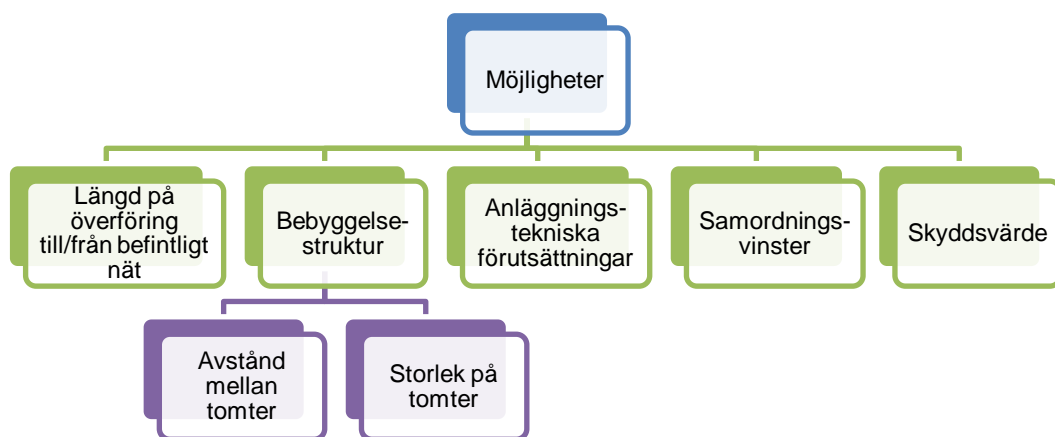 Möjligheter
Längd på
överföring
till/från befintligt
nät
Bebyggelse-
struktur
Anläggnings-
tekniska
förutsättningar
Samordnings-
vinster
Skyddsvärde
Avstånd
mellan
tomter
Storlek på
tomter